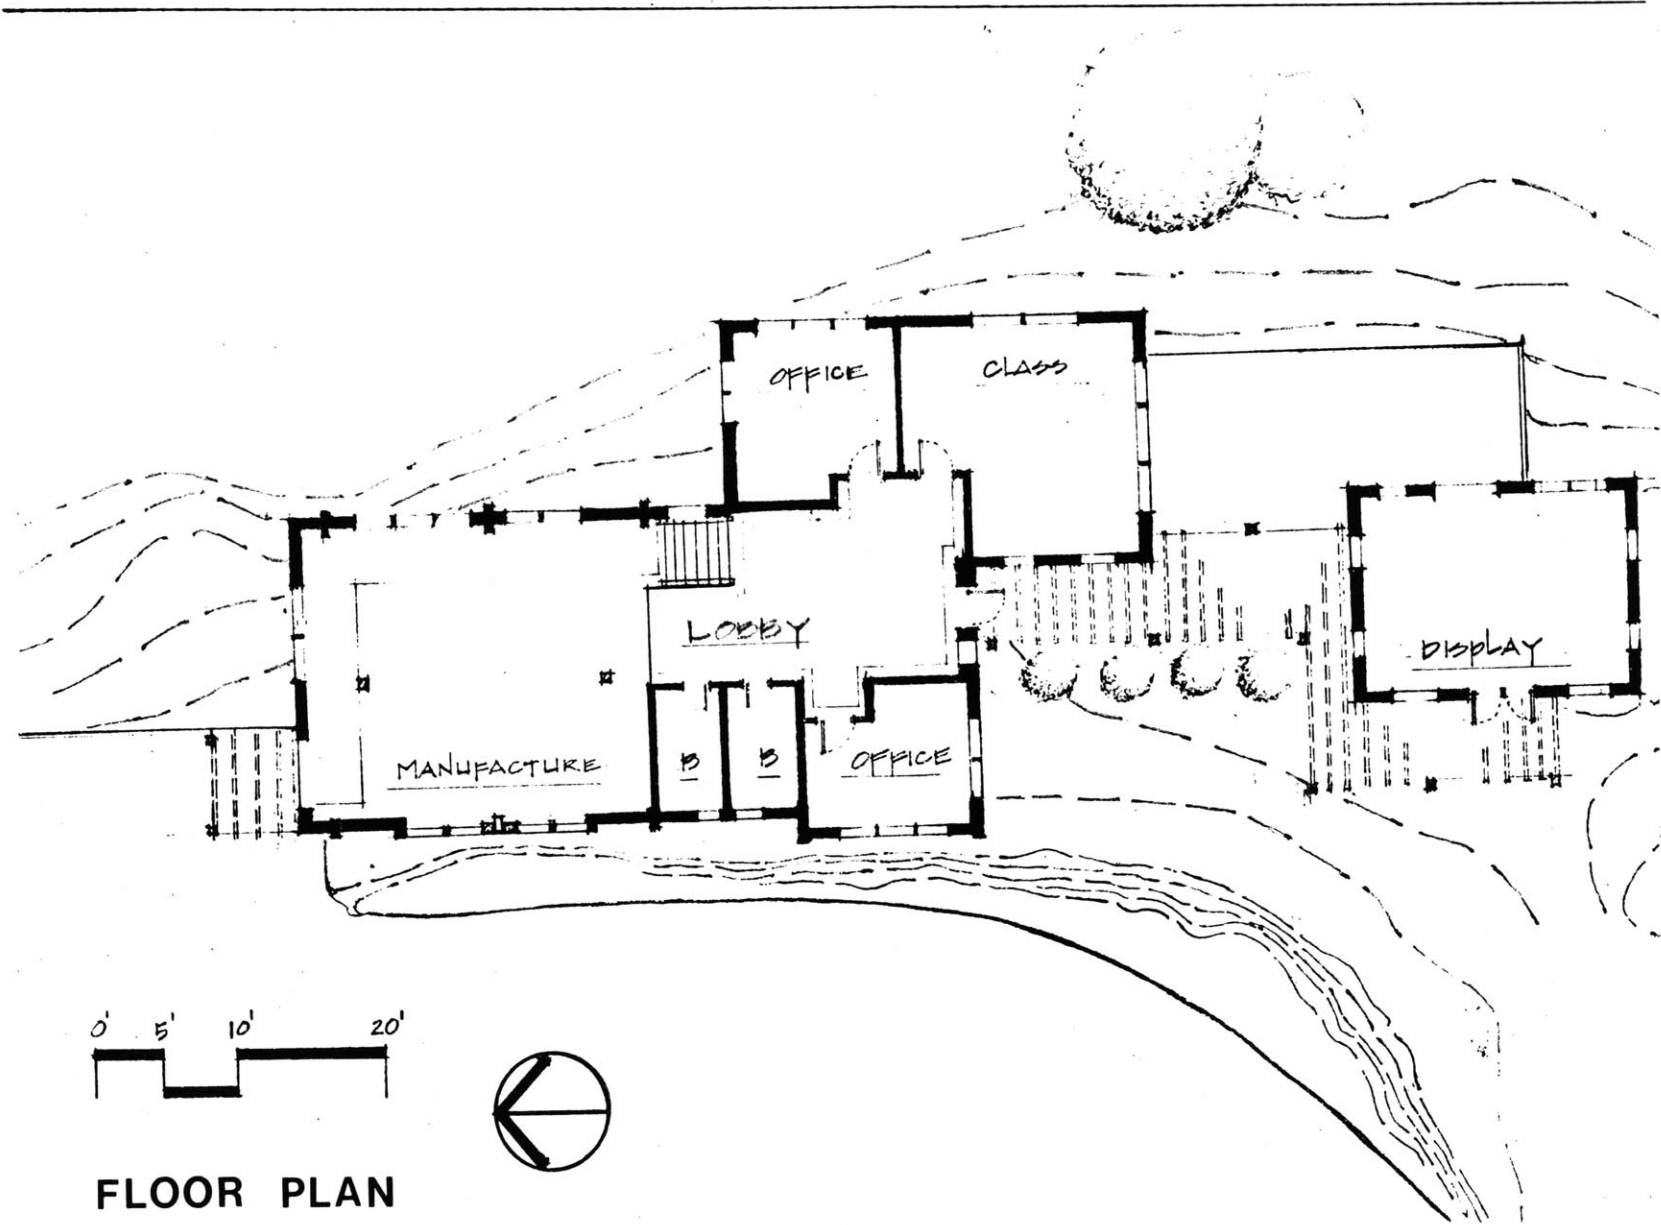 OFFICE
CLASS
LOBBY
DISPLAY
MANUFACTURE
B
B
OFFICE
0' 5' 10' 20'
FLOOR PLAN